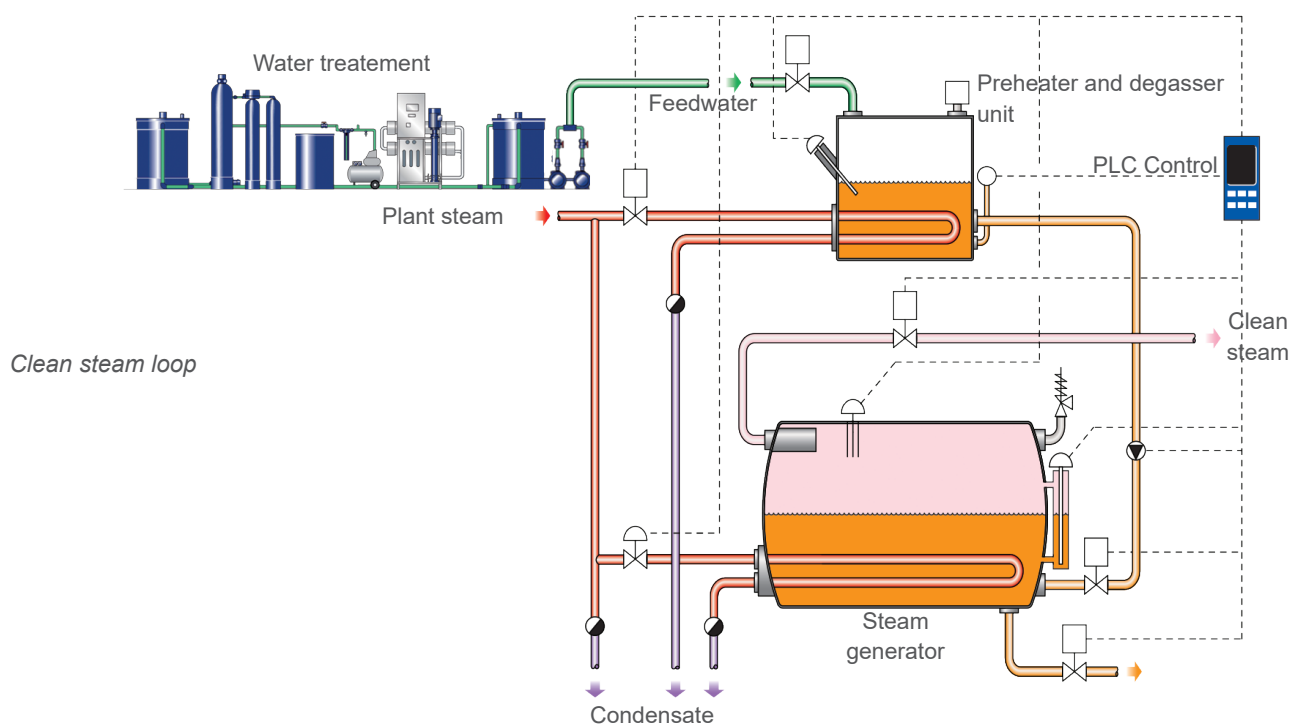 Water treatement
Feedwater
Preheater and degasser
unit
PLC Control
Plant steam
Clean
steam
Clean steam loop
Steam
generator
Condensate